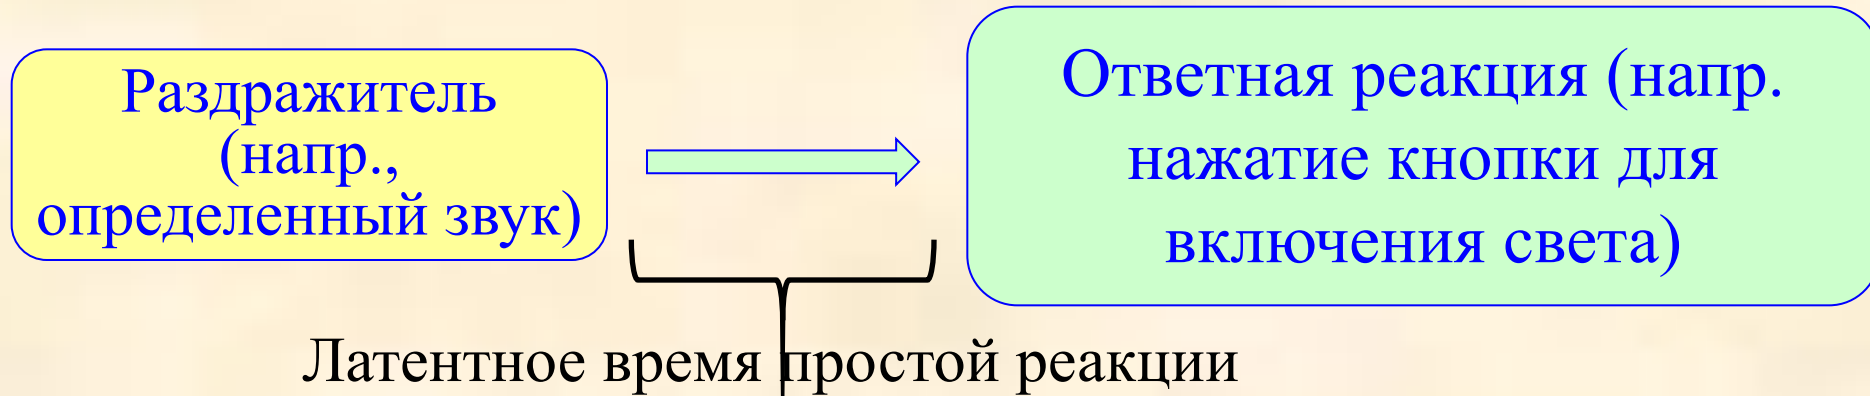 Раздражитель
(напр.,
определенный звук)
Ответная реакция (напр.
нажатие кнопки для
включения света)
Латентное время простой реакции